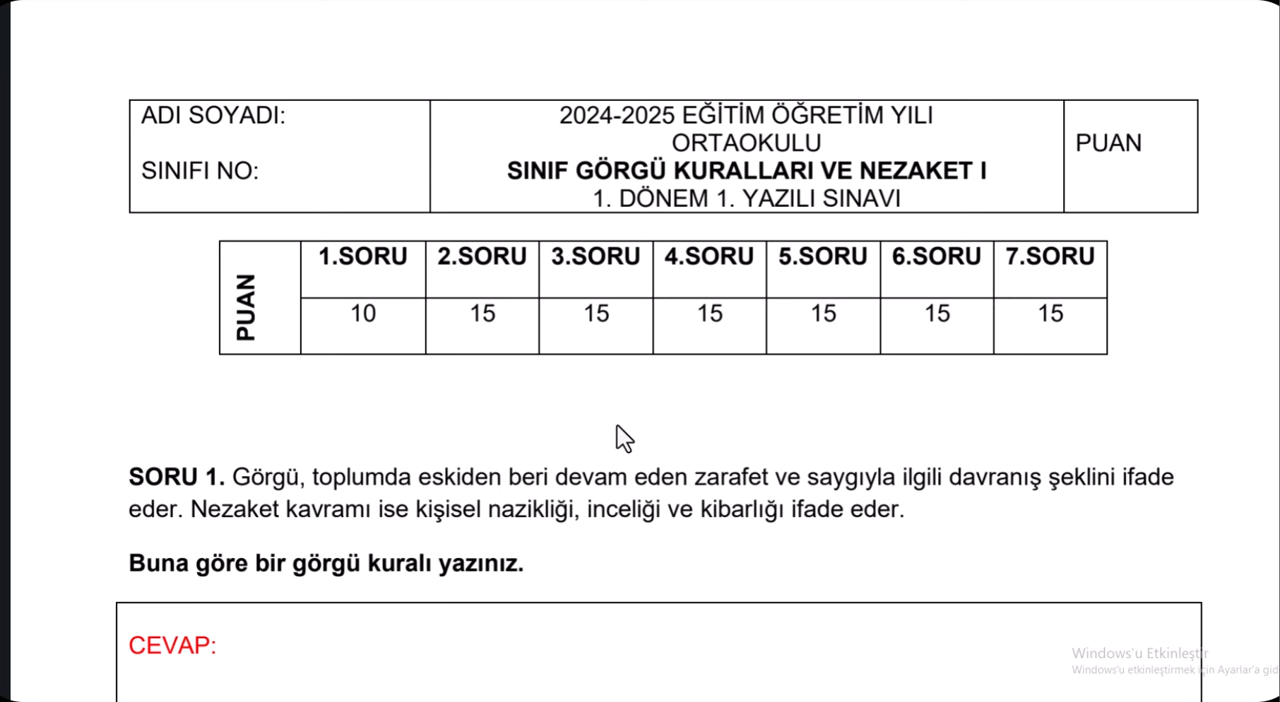 ADI SOYADI:
SINIFI NO:
2024-2025 EĞİTİM ÖĞRETİM YILI
ORTAOKULU
SINIF GÖRGÜ KURALLARI VE NEZAKET I
1. DÖNEM 1. YAZILI SINAVI
PUAN
PUAN
1.SORU 2.SORU 3.SORU 4.SORU 5.SORU 6.SORU 7.SORU
10 15 15 15 15 15 15
SORU 1. Görgü, toplumda eskiden beri devam eden zarafet ve saygıyla ilgili davranış şeklini ifade
eder. Nezaket kavramı ise kişisel nazikliği, inceliği ve kibarlığı ifade eder.
Buna göre bir görgü kuralı yazınız.
CEVAP:
Windows'u Etkinleştir
Windows'u etkinleştirmek için Ayarlar'a gid